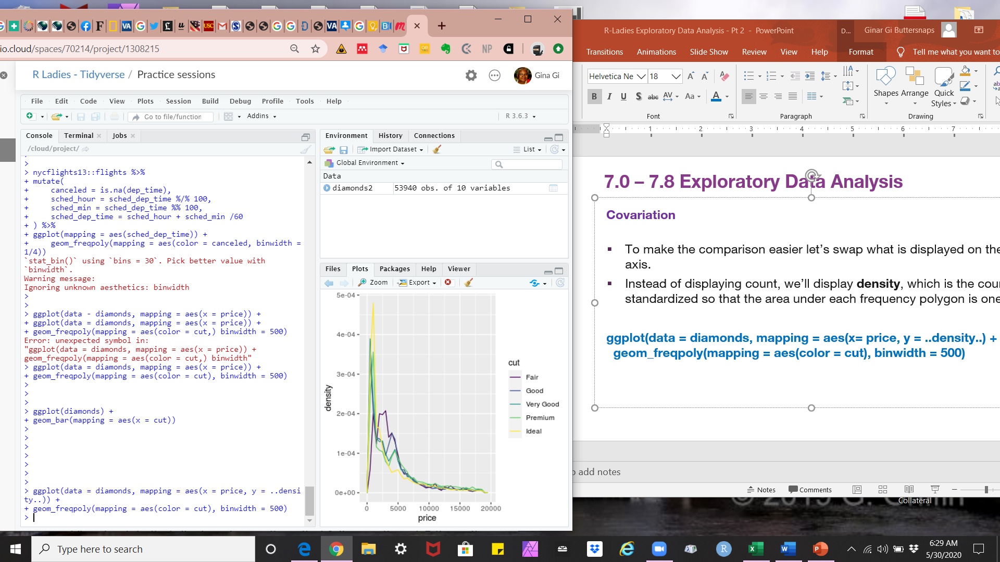 io.cloud/spaces/70214/project/1308215
R Ladies - Tidyverse / Practice sessions
Gina Gi
File Edit Code View Plots Session Build Debug Profile Tools Help
Go to file/function
Addins
R 3.6.3
Console Terminal Jobs
/cloud/project/
>
>
> nycflights13::flights %>%
+ mutate(
+     canceled = is.na(dep_time),
+     sched_hour = sched_dep_time %/% 100,
+     sched_min = sched_dep_time %% 100,
+     sched_dep_time = sched_hour + sched_min /60
+ ) %>%
+ ggplot(mapping = aes(sched_dep_time)) +
+     geom_freqpoly(mapping = aes(color = canceled, binwidth =
1/4))
`stat_bin()` using `bins = 30`. Pick better value with
`binwidth`.
Warning message:
Ignoring unknown aesthetics: binwidth
>
>
> ggplot(data - diamonds, mapping = aes(x = price)) +
+ ggplot(data = diamonds, mapping = aes(x = price)) +
+ geom_freqpoly(mapping = aes(color = cut,) binwidth = 500)
Error: unexpected symbol in:
"ggplot(data = diamonds, mapping = aes(x = price)) +
geom_freqpoly(mapping = aes(color = cut,) binwidth"
> ggplot(data = diamonds, mapping = aes(x = price)) +
+ geom_freqpoly(mapping = aes(color = cut), binwidth = 500)
>
>
>
> ggplot(diamonds) +
+ geom_bar(mapping = aes(x = cut))
>
>
>
>
>
>
>
> ggplot(data = diamonds, mapping = aes(x = price, y = ..densi
ty..)) +
+ geom_freqpoly(mapping = aes(color = cut), binwidth = 500)
>
Environment History Connections
Import Dataset
List
Global Environment
Data
diamonds2 53940 obs. of 10 variables
Files Plots Packages Help Viewer
Zoom Export
5e-04
4e-04
3e-04
2e-04
1e-04
0e+00
density
0 5000 10000 15000 20000
price
cut
Fair
Good
Very Good
Premium
Ideal
R-Ladies Exploratory Data Analysis - Pt 2 - PowerPoint
D...
Ginar Gi Buttersnaps
Transitions Animations Slide Show Review View Help Format
Tell me what you want to
Helvetica Ne 18
B I U S abc AV Aa A
Shapes Arrange Quick
Styles
Font Paragraph Drawing
1 2 3 4 5 6 7
7.0 – 7.8 Exploratory Data Analysis
Covariation
▪ To make the comparison easier let's swap what is displayed on the
axis.
▪ Instead of displaying count, we'll display density, which is the cou
standardized so that the area under each frequency polygon is one
ggplot(data = diamonds, mapping = aes(x= price, y = ..density..) +
geom_freqpoly(mapping = aes(color = cut), binwidth = 500)
add notes
Notes Comments
Collateral
Type here to search
6:29 AM
5/30/2020